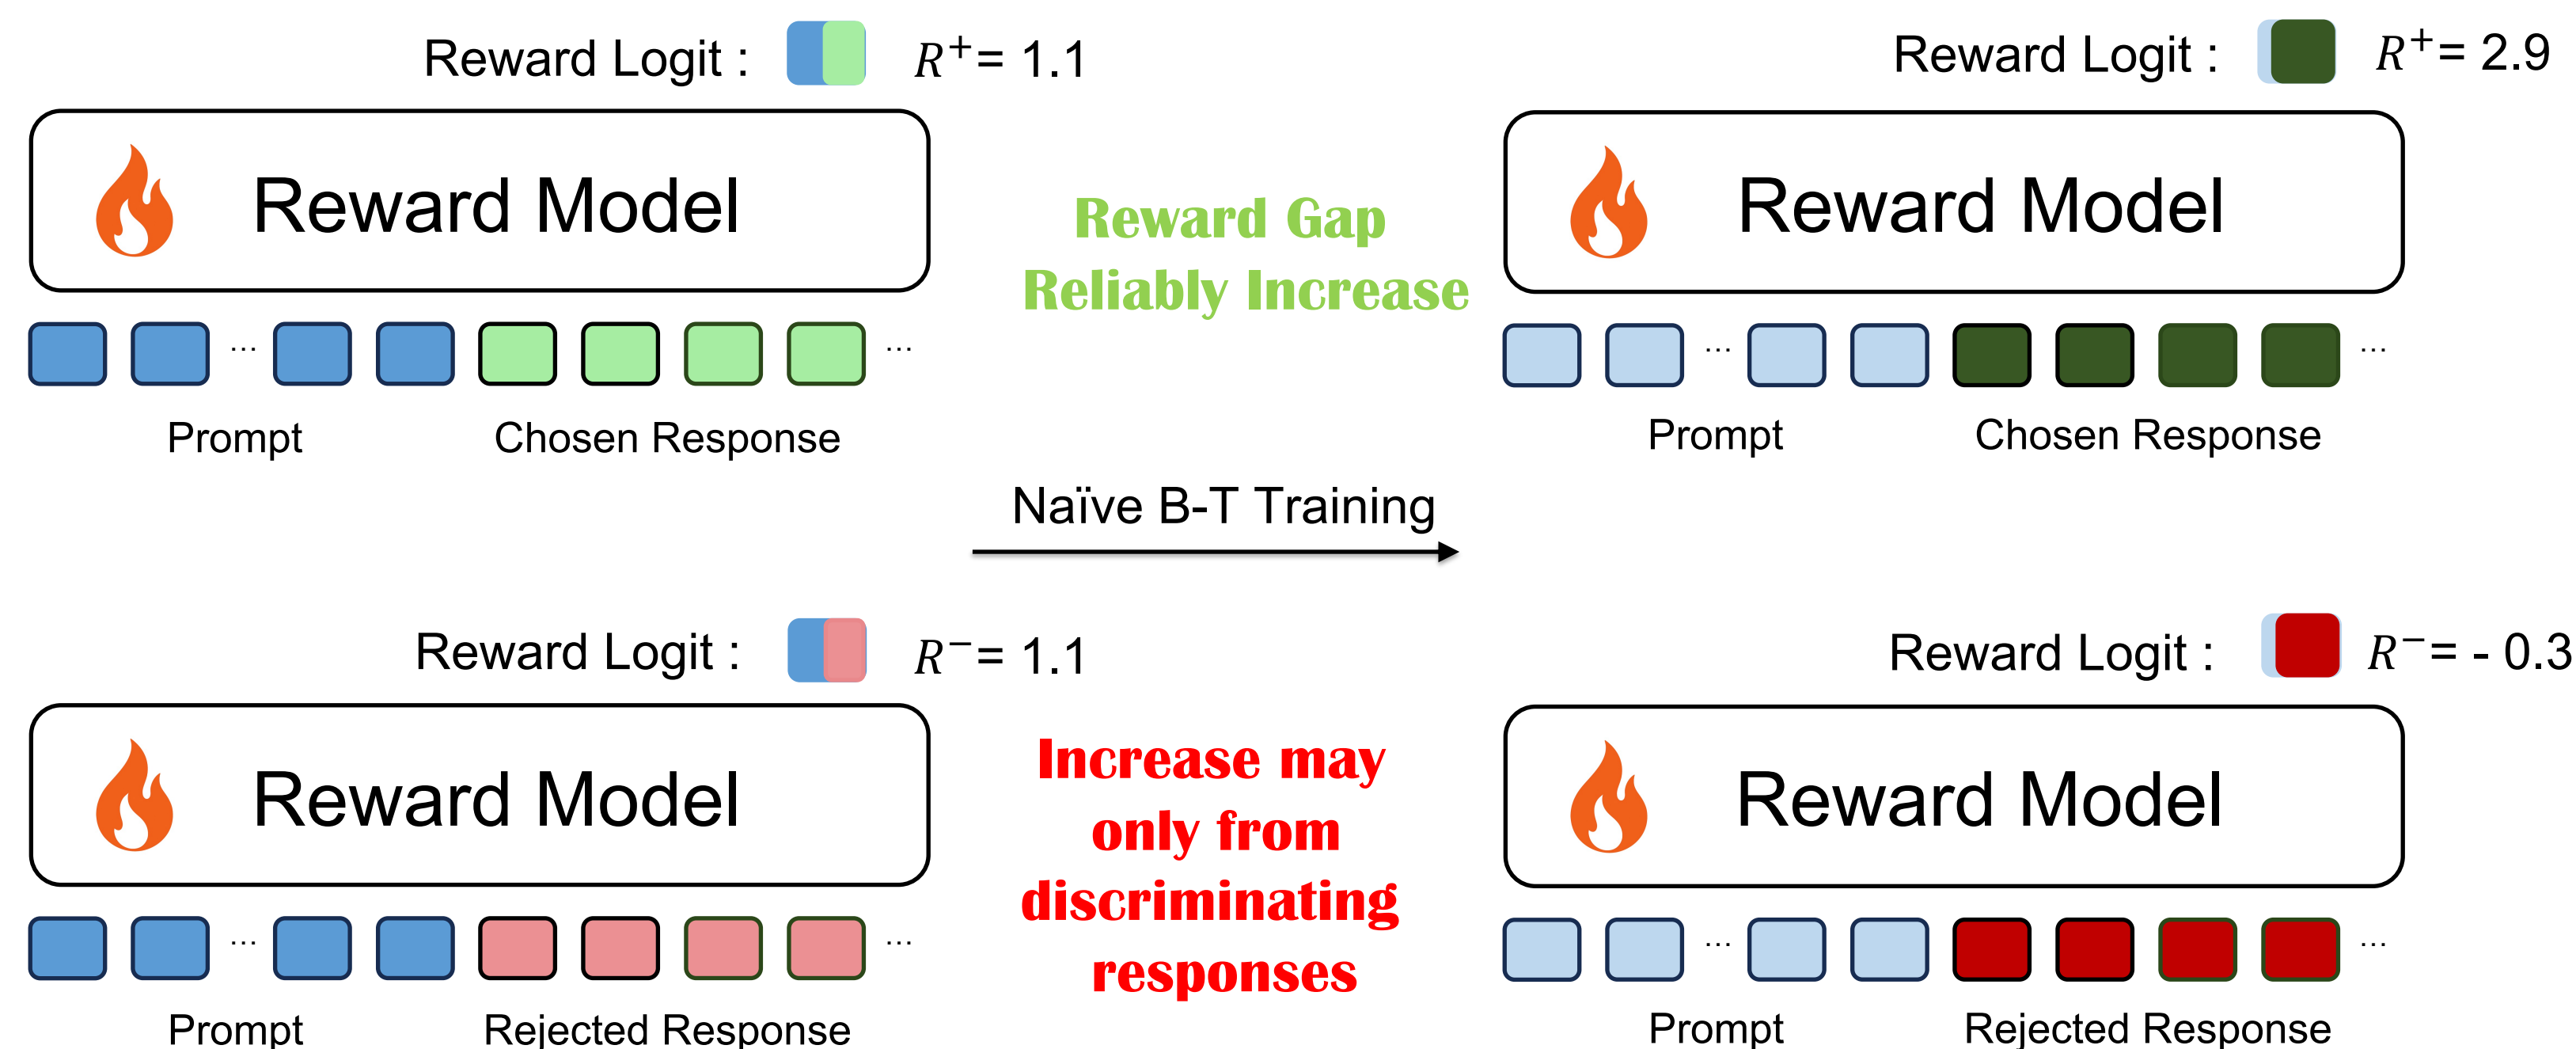 Reward Logit : R⁺= 1.1
Reward Model
...
...
Prompt
Chosen Response
Reward Gap
Reliably Increase
Reward Logit : R⁺= 2.9
Reward Model
...
...
Prompt
Chosen Response
Naïve B-T Training
Reward Logit : R⁻= 1.1
Reward Model
...
...
Prompt
Rejected Response
Increase may
only from
discriminating
responses
Reward Logit : R⁻= - 0.3
Reward Model
...
...
Prompt
Rejected Response